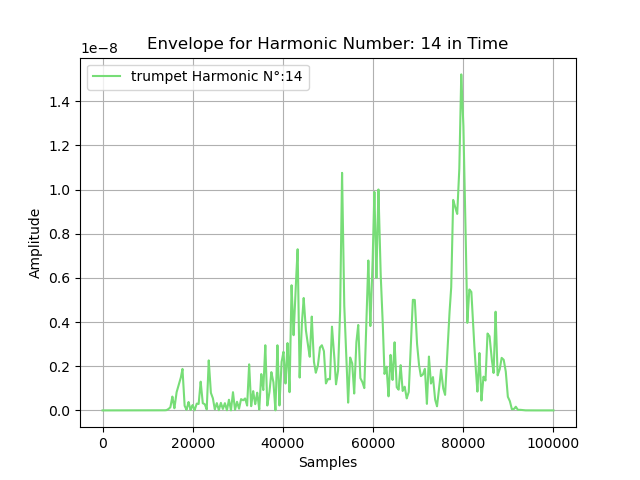 Envelope for Harmonic Number: 14 in Time
1e−8
trumpet Harmonic N°:14
1.4
1.2
1.0
0.8
0.6
0.4
0.2
0.0
Amplitude
0 20000 40000 60000 80000 100000
Samples